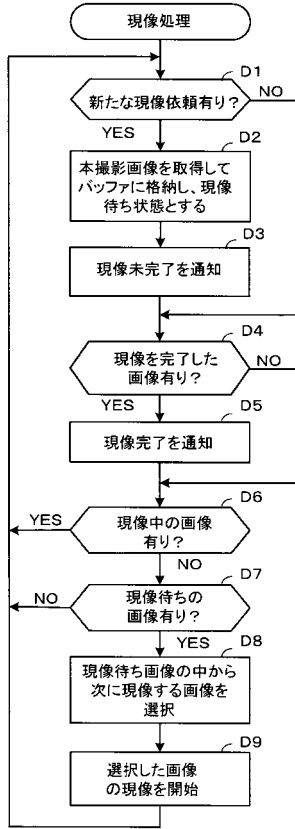 現像処理
D1
新たな現像依頼有り?
NO
YES
D2
本撮影画像を取得して
バッファに格納し、現像
待ち状態とする
D3
現像未完了を通知
D4
現像を完了した
画像有り?
NO
YES
D5
現像完了を通知
D6
現像中の画像
有り?
YES
NO
D7
現像待ちの
画像有り?
NO
YES
D8
現像待ち画像の中から
次に現像する画像を
選択
D9
選択した画像
の現像を開始